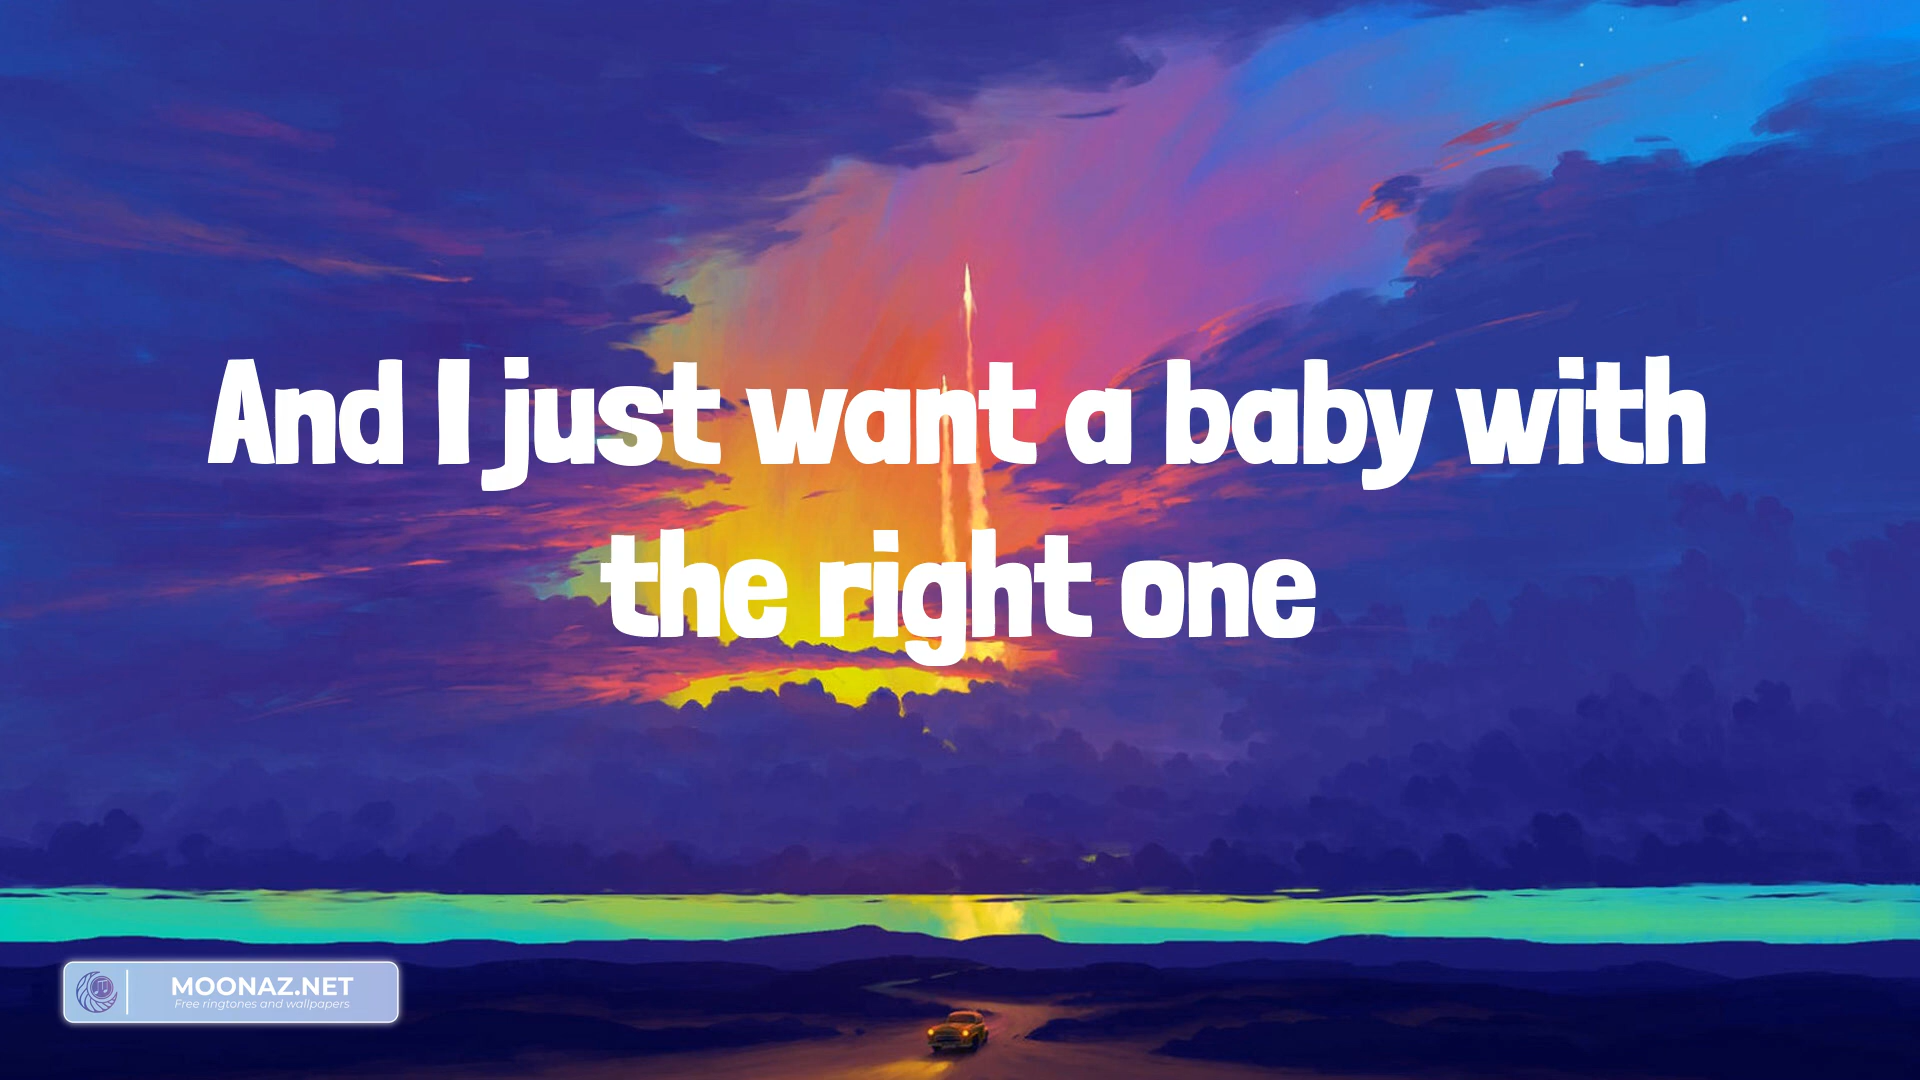 And I just want a baby with
the right one
MOONAZ.NET
Free ringtones and wallpapers